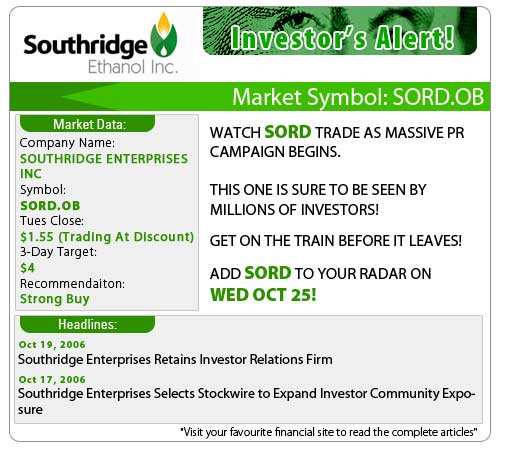 Southridge
Ethanol Inc.
Investor's Alert!
Market Symbol: SORD.OB
Market Data:
Company Name:
SOUTHRIDGE ENTERPRISES
INC
Symbol:
SORD.OB
Tues Close:
$1.55 (Trading At Discount)
3-Day Target:
$4
Recommendaiton:
Strong Buy
WATCH SORD TRADE AS MASSIVE PR
CAMPAIGN BEGINS.
THIS ONE IS SURE TO BE SEEN BY
MILLIONS OF INVESTORS!
GET ON THE TRAIN BEFORE IT LEAVES!
ADD SORD TO YOUR RADAR ON
WED OCT 25!
Headlines:
Oct 19, 2006
Southridge Enterprises Retains Investor Relations Firm
Oct 17, 2006
Southridge Enterprises Selects Stockwire to Expand Investor Community Expo-
sure
"Visit your favourite financial site to read the complete articles"